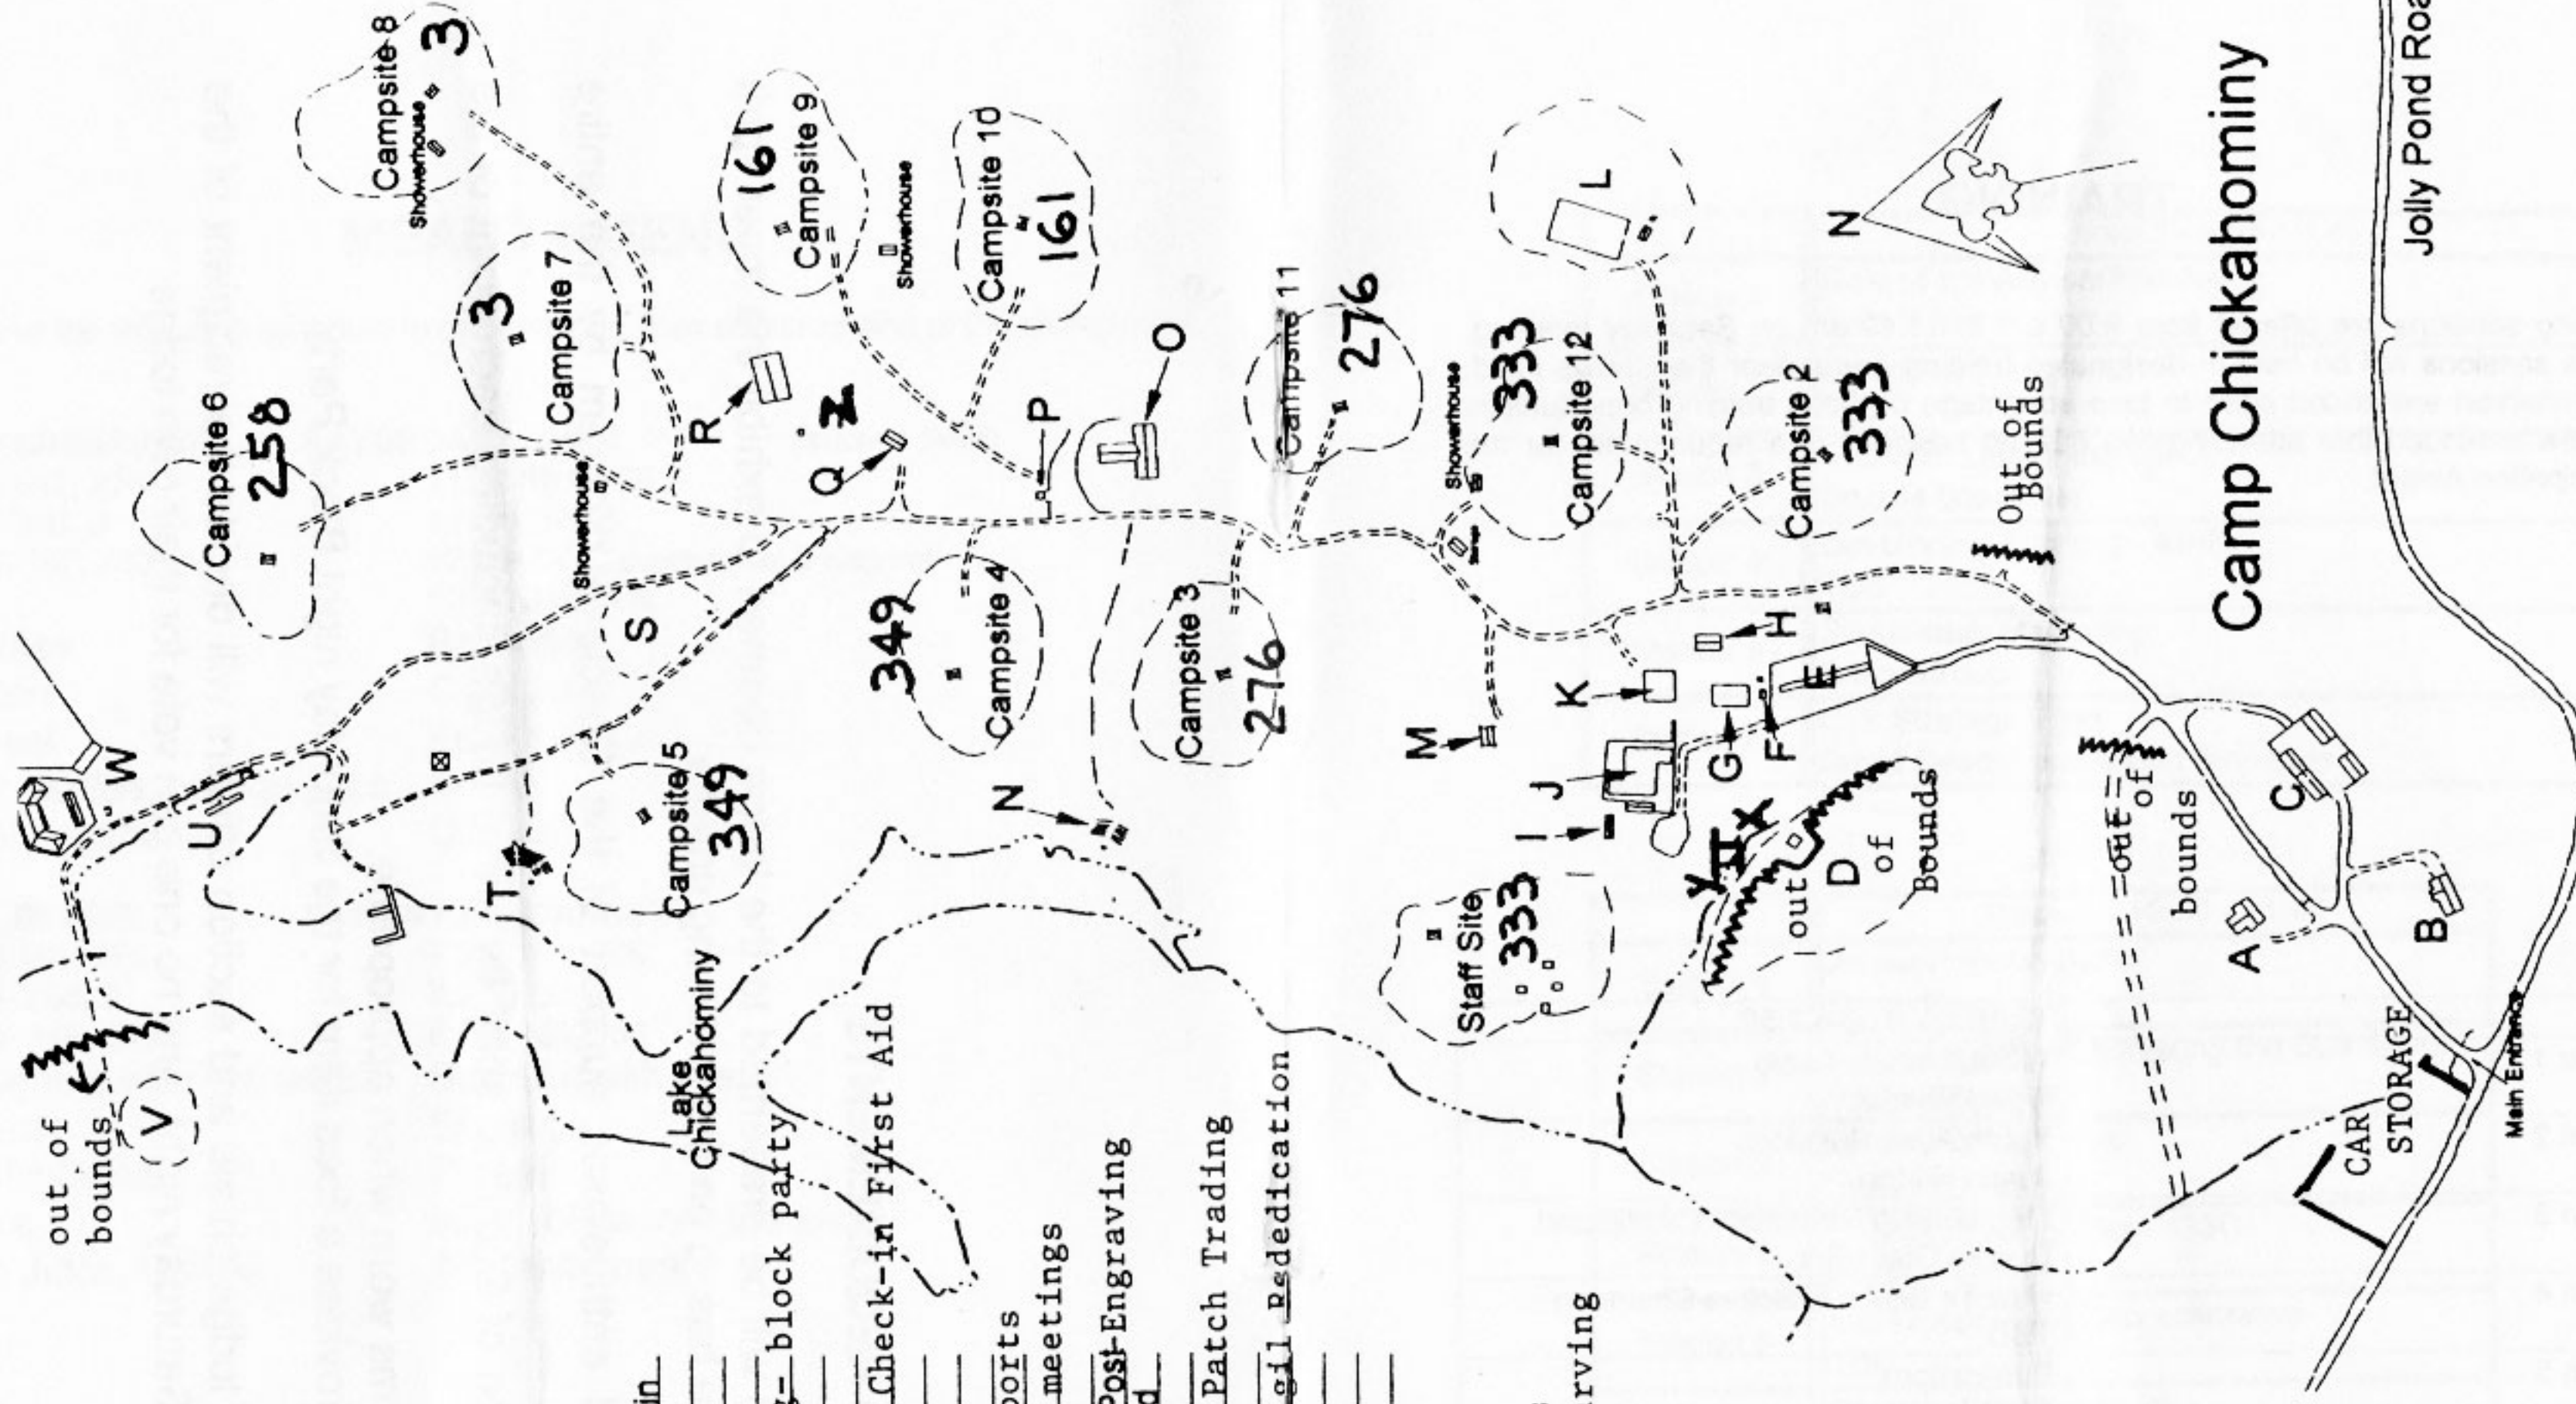 out of
bounds
V
W
U
Campsite 6
258
Campsite 8
3
Showerhouse
3
Campsite 7
Showerhouse
T
S
R
Campsite 5
349
Lake
Chickahominy
161
Campsite 9
Showerhouse
Z
Q
349
Campsite 4
Campsite 10
161
P
O
N
Campsite 3
276
Campsite 11
276
block party
Check-in First Aid
meetings
Post-Engraving
Patch Trading
Rededication
M
Staff Site
333
Showerhouse
Storage
333
Campsite 12
L
I
J
K
G
F
H
E
Y
X
II
out
D
of
Bounds
Campsite 2
333
N
Out of
Bounds
out
of
bounds
A
B
C
Camp Chickahominy
CAR
STORAGE
Main Entrance
Jolly Pond Roa